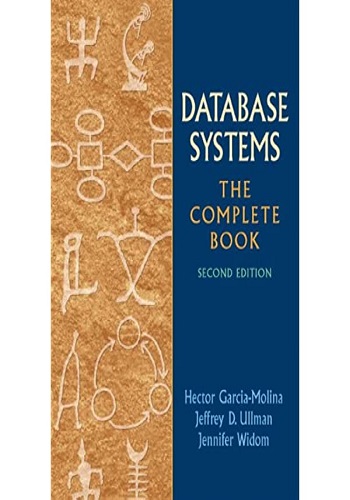 DATABASE
SYSTEMS
THE
COMPLETE
BOOK
SECOND EDITION
Hector Garcia-Molina
Jeffrey D. Ullman
Jennifer Widom